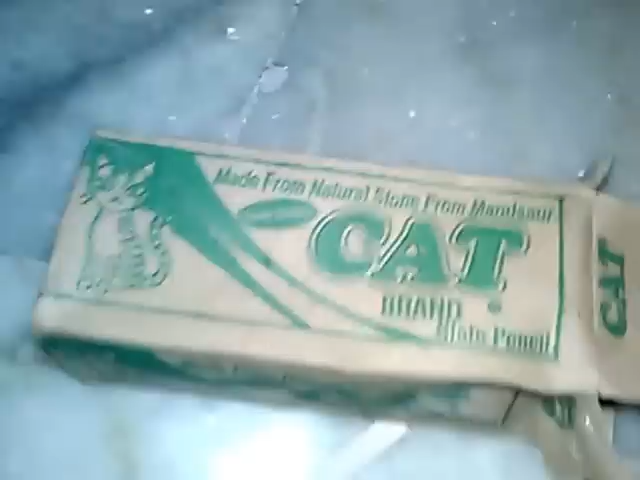 Made From Natural Stone From Mandsaur
CAT
BRAND
Slate Pencil
CAT